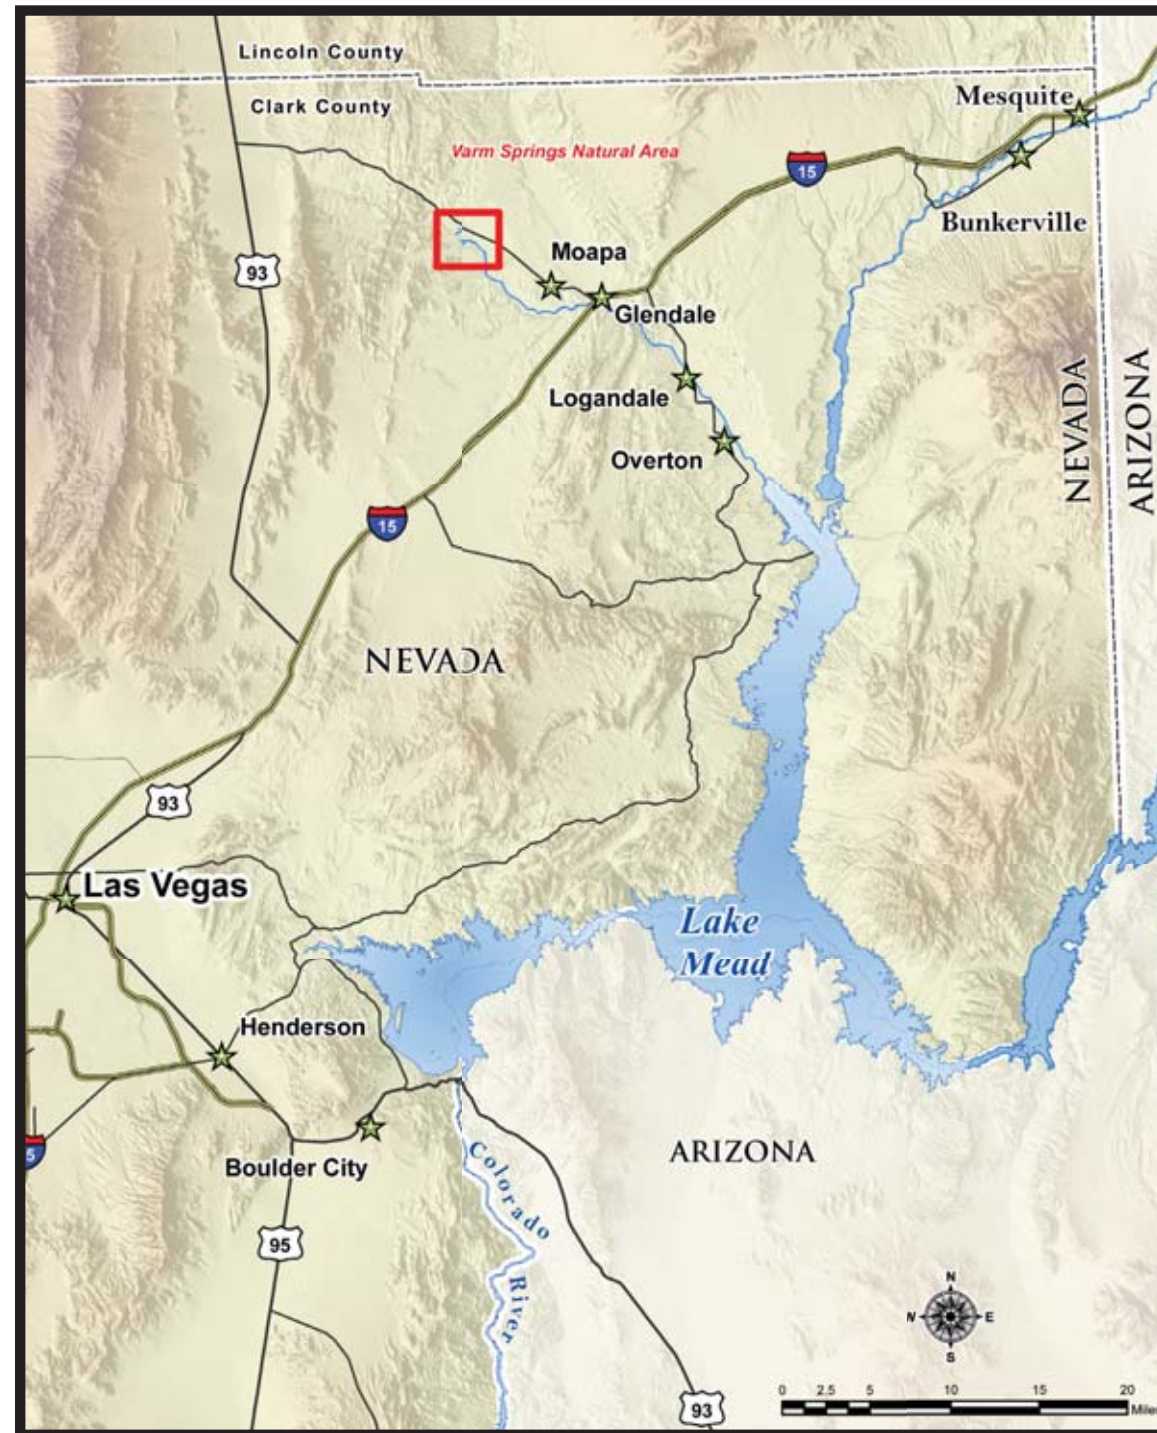 Lincoln County
Clark County
Mesquite
Varm Springs Natural Area
15
Bunkerville
93
Moapa
Glendale
NEVADA
ARIZONA
Logandale
Overton
15
NEVADA
93
Las Vegas
Lake
Mead
Henderson
ARIZONA
5
Boulder City
Colorado
River
95
N
E
S
0 2.5 5 10 15 20
Miles
93